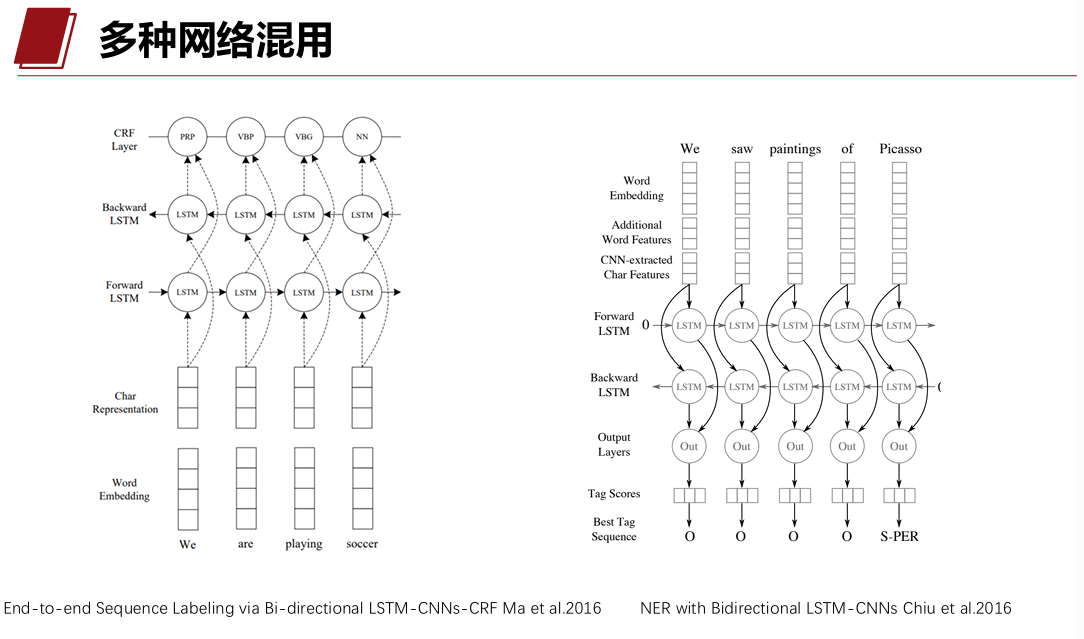 多种网络混用
CRF
Layer
PRP VBP VBG NN
Backward
LSTM
LSTM LSTM LSTM LSTM
Forward
LSTM
LSTM LSTM LSTM LSTM
Char
Representation
Word
Embedding
We are playing soccer
We saw paintings of Picasso
Word
Embedding
Additional
Word Features
CNN-extracted
Char Features
Forward
LSTM
0 LSTM LSTM LSTM LSTM LSTM
Backward
LSTM
LSTM LSTM LSTM LSTM LSTM
Output
Layers
Out Out Out Out Out
Tag Scores
Best Tag
Sequence
O O O O S-PER
End-to-end Sequence Labeling via Bi-directional LSTM-CNNs-CRF Ma et al.2016
NER with Bidirectional LSTM-CNNs Chiu et al.2016